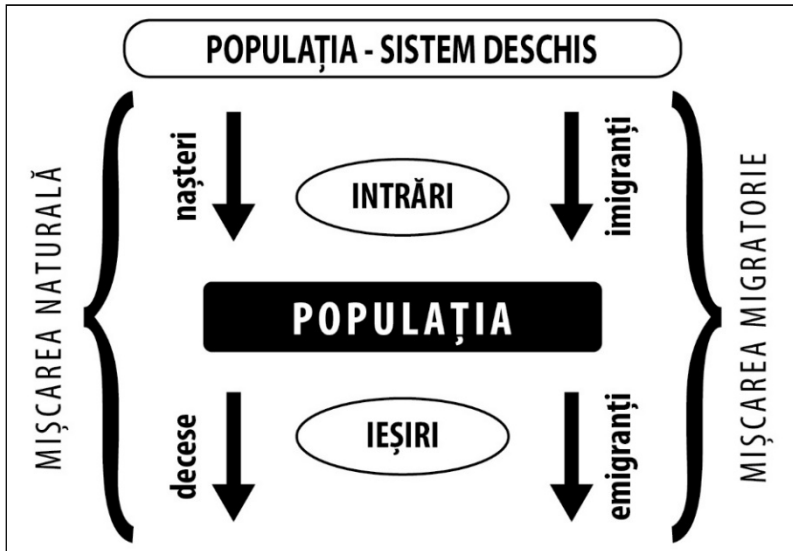 POPULAȚIA - SISTEM DESCHIS
MIȘCAREA NATURALĂ
nașteri
INTRĂRI
imigranți
MIȘCAREA MIGRATORIE
POPULAȚIA
decese
IEȘIRI
emigranți